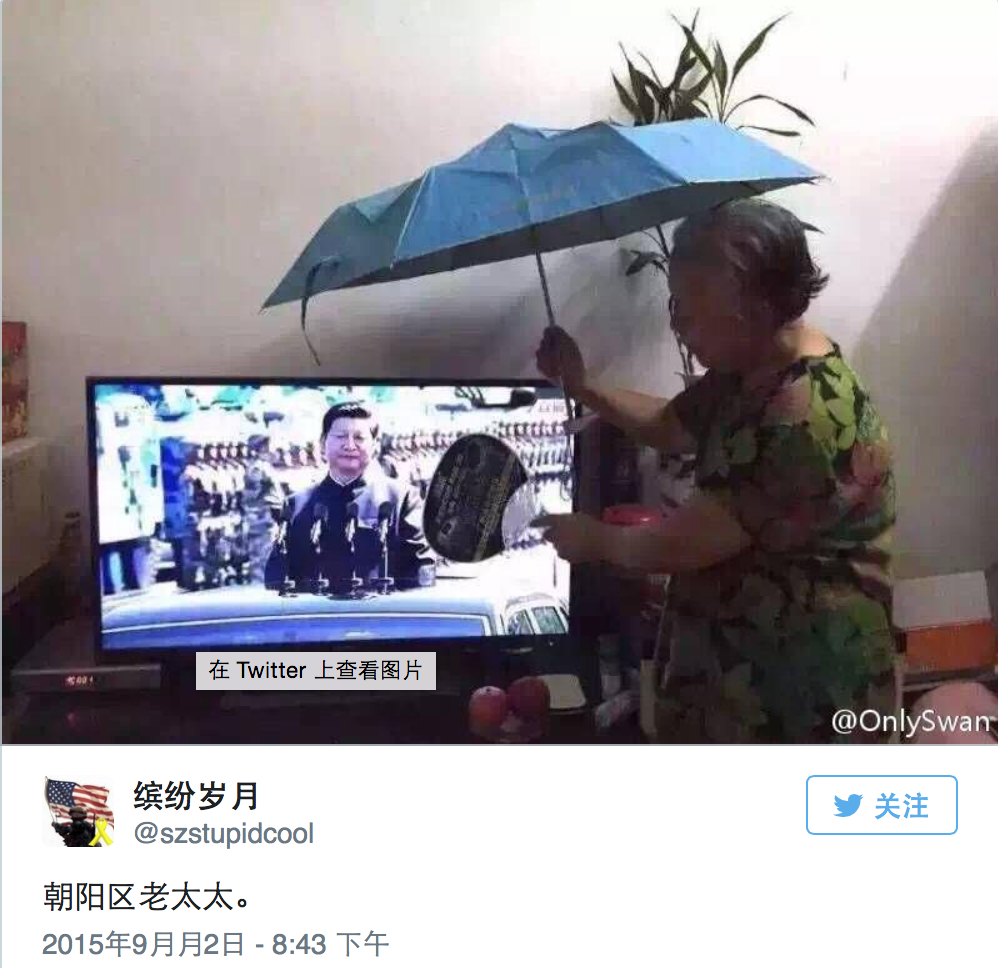 在 Twitter 上查看图片
@OnlySwan
缤纷岁月
@szstupidcool
关注
朝阳区老太太。
2015年9月月2日 - 8:43 下午